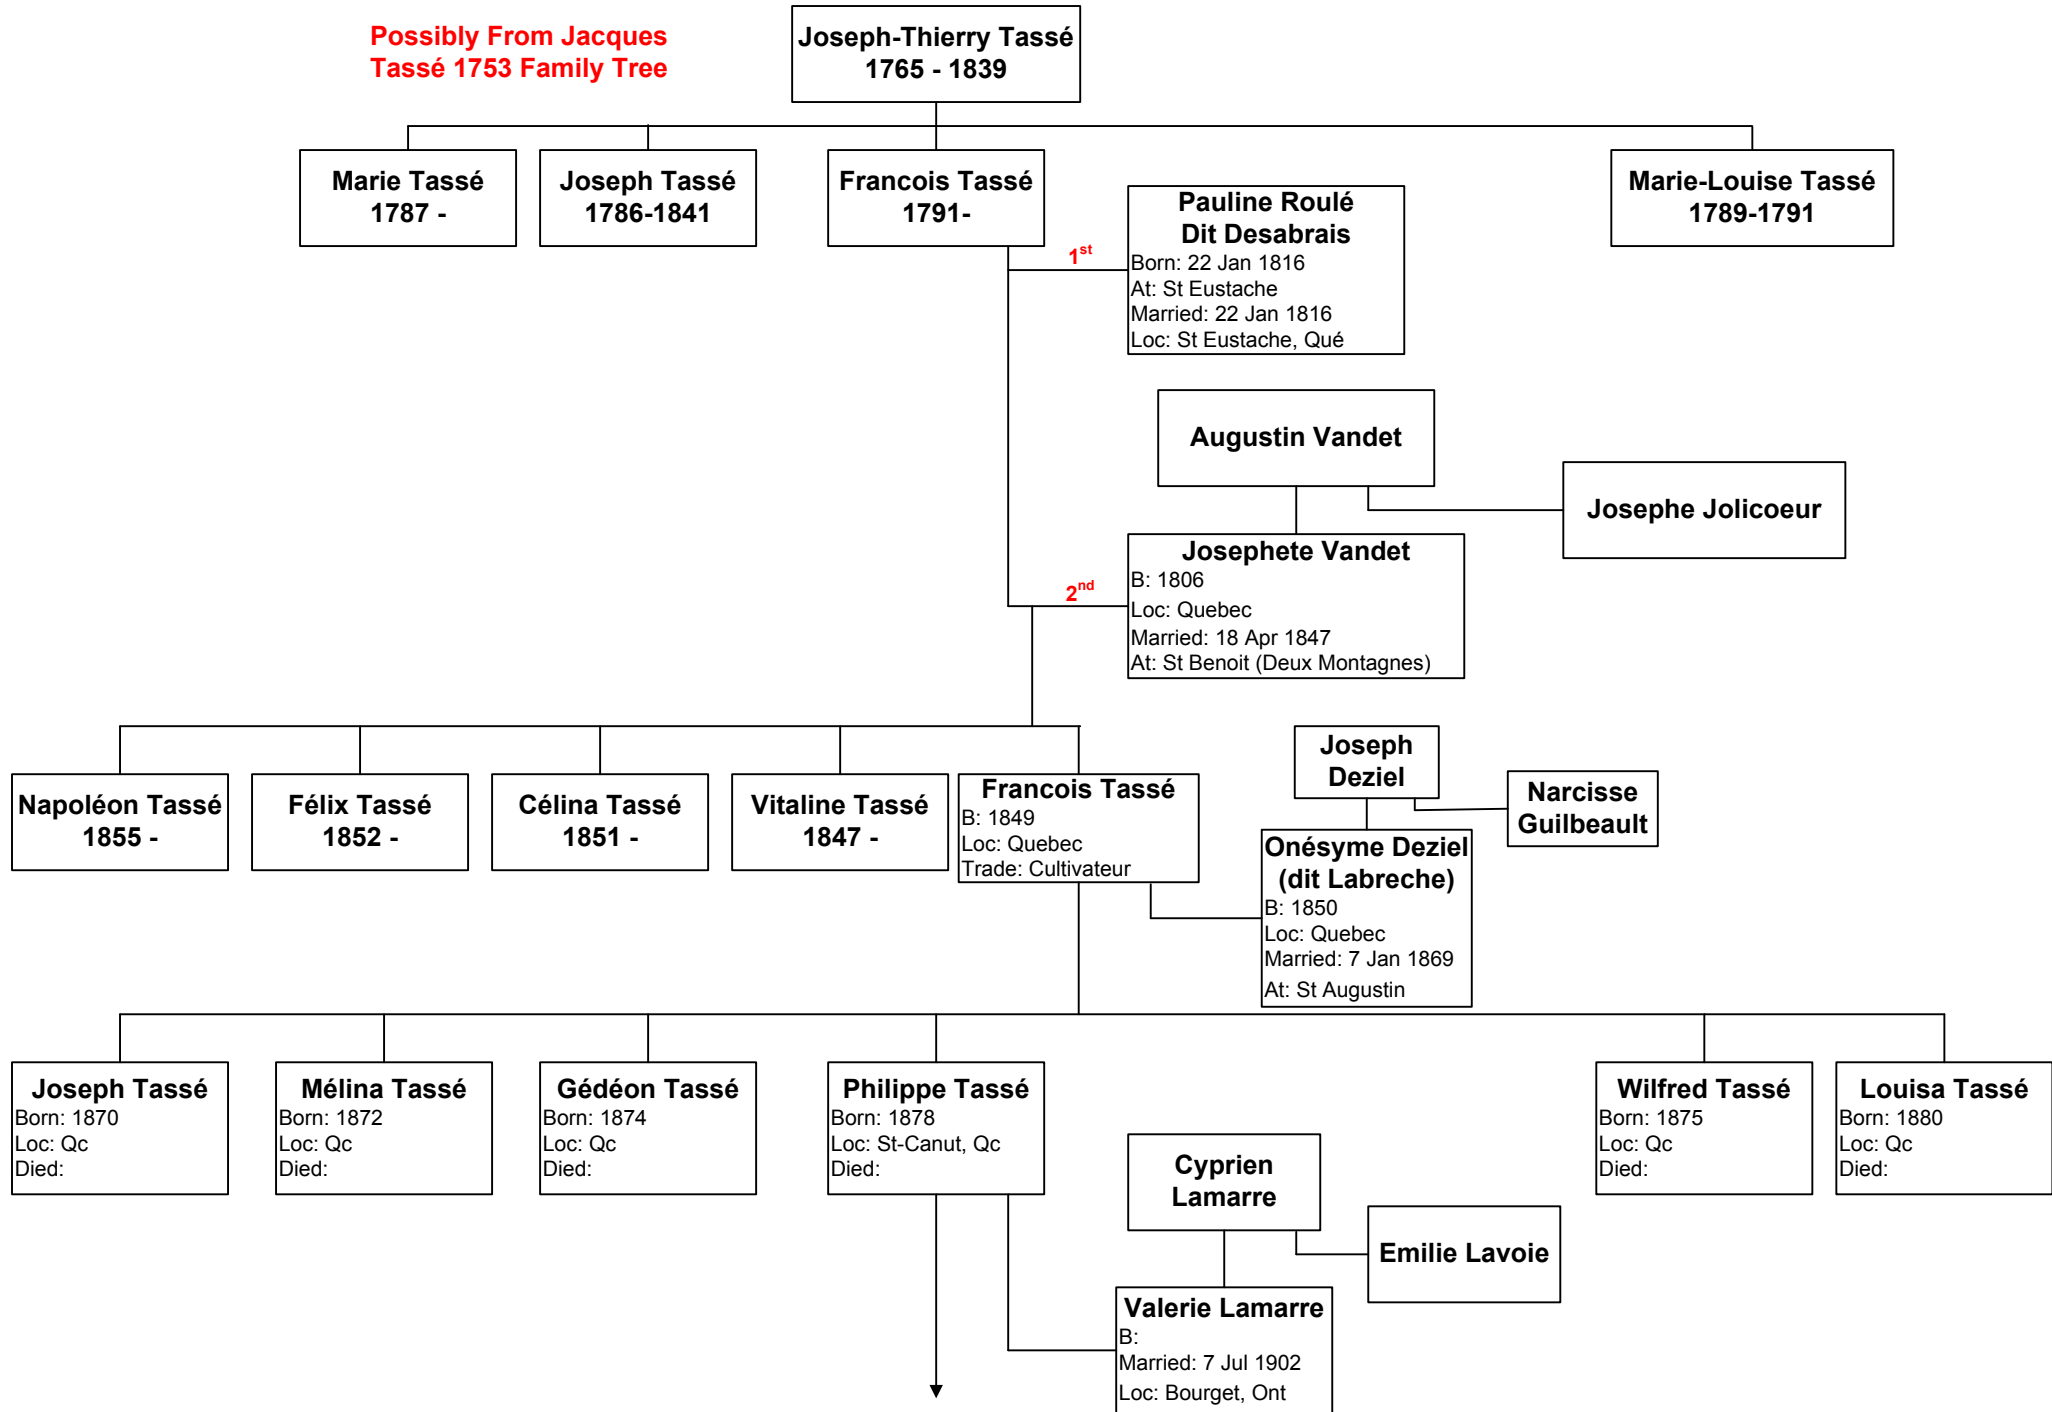 Possibly From Jacques
Tassé 1753 Family Tree
Joseph-Thierry Tassé
1765 - 1839
Marie Tassé
1787 -
Joseph Tassé
1786-1841
Francois Tassé
1791-
Marie-Louise Tassé
1789-1791
1st
Pauline Roulé
Dit Desabrais
Born: 22 Jan 1816
At: St Eustache
Married: 22 Jan 1816
Loc: St Eustache, Qué
Augustin Vandet
Josephe Jolicoeur
2nd
Josephete Vandet
B: 1806
Loc: Quebec
Married: 18 Apr 1847
At: St Benoit (Deux Montagnes)
Napoléon Tassé
1855 -
Félix Tassé
1852 -
Célina Tassé
1851 -
Vitaline Tassé
1847 -
Francois Tassé
B: 1849
Loc: Quebec
Trade: Cultivateur
Joseph
Deziel
Narcisse
Guilbeault
Onésyme Deziel
(dit Labreche)
B: 1850
Loc: Quebec
Married: 7 Jan 1869
At: St Augustin
Joseph Tassé
Born: 1870
Loc: Qc
Died:
Mélina Tassé
Born: 1872
Loc: Qc
Died:
Gédéon Tassé
Born: 1874
Loc: Qc
Died:
Philippe Tassé
Born: 1878
Loc: St-Canut, Qc
Died:
Wilfred Tassé
Born: 1875
Loc: Qc
Died:
Louisa Tassé
Born: 1880
Loc: Qc
Died:
Cyprien
Lamarre
Emilie Lavoie
Valerie Lamarre
B:
Married: 7 Jul 1902
Loc: Bourget, Ont